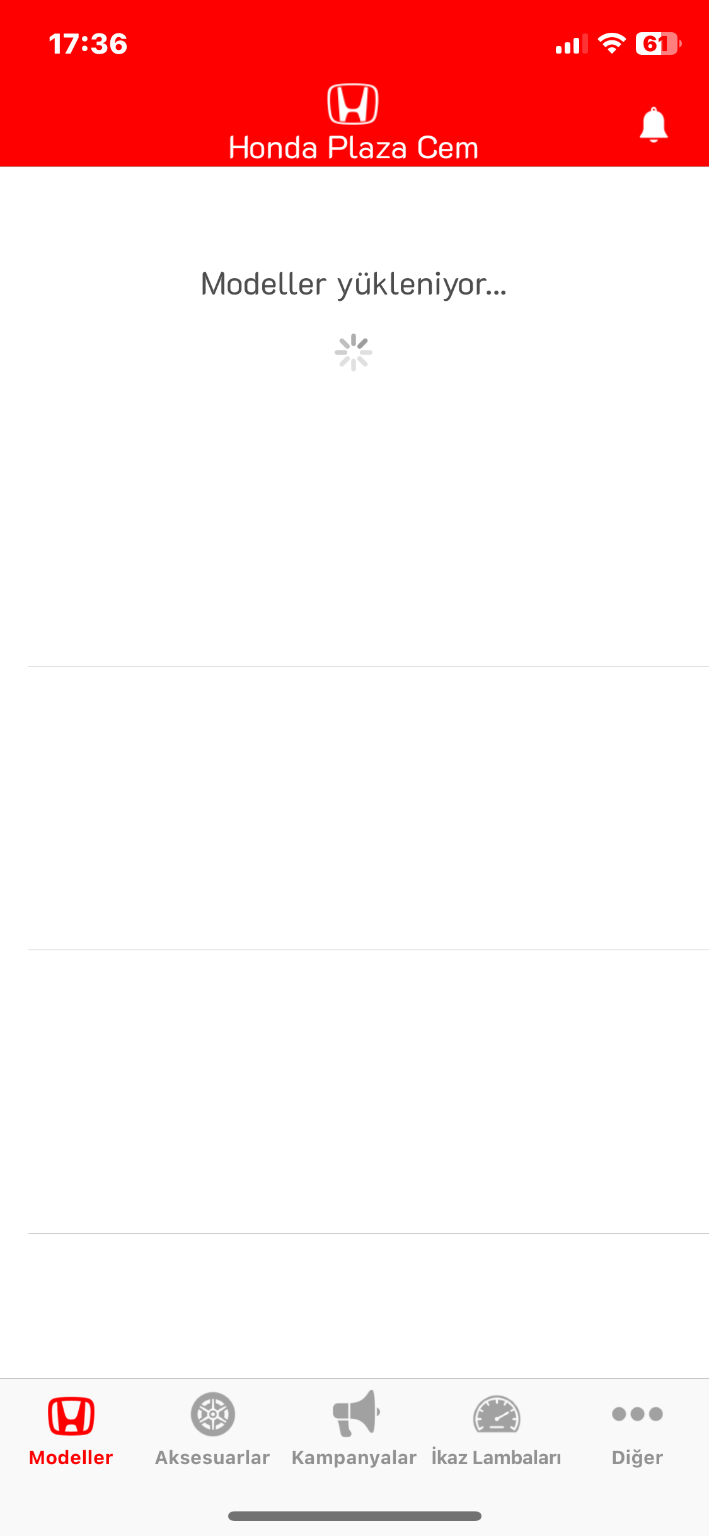 17:36
61
Honda Plaza Cem
Modeller yükleniyor...
Modeller
Aksesuarlar
Kampanyalar
İkaz Lambaları
Diğer